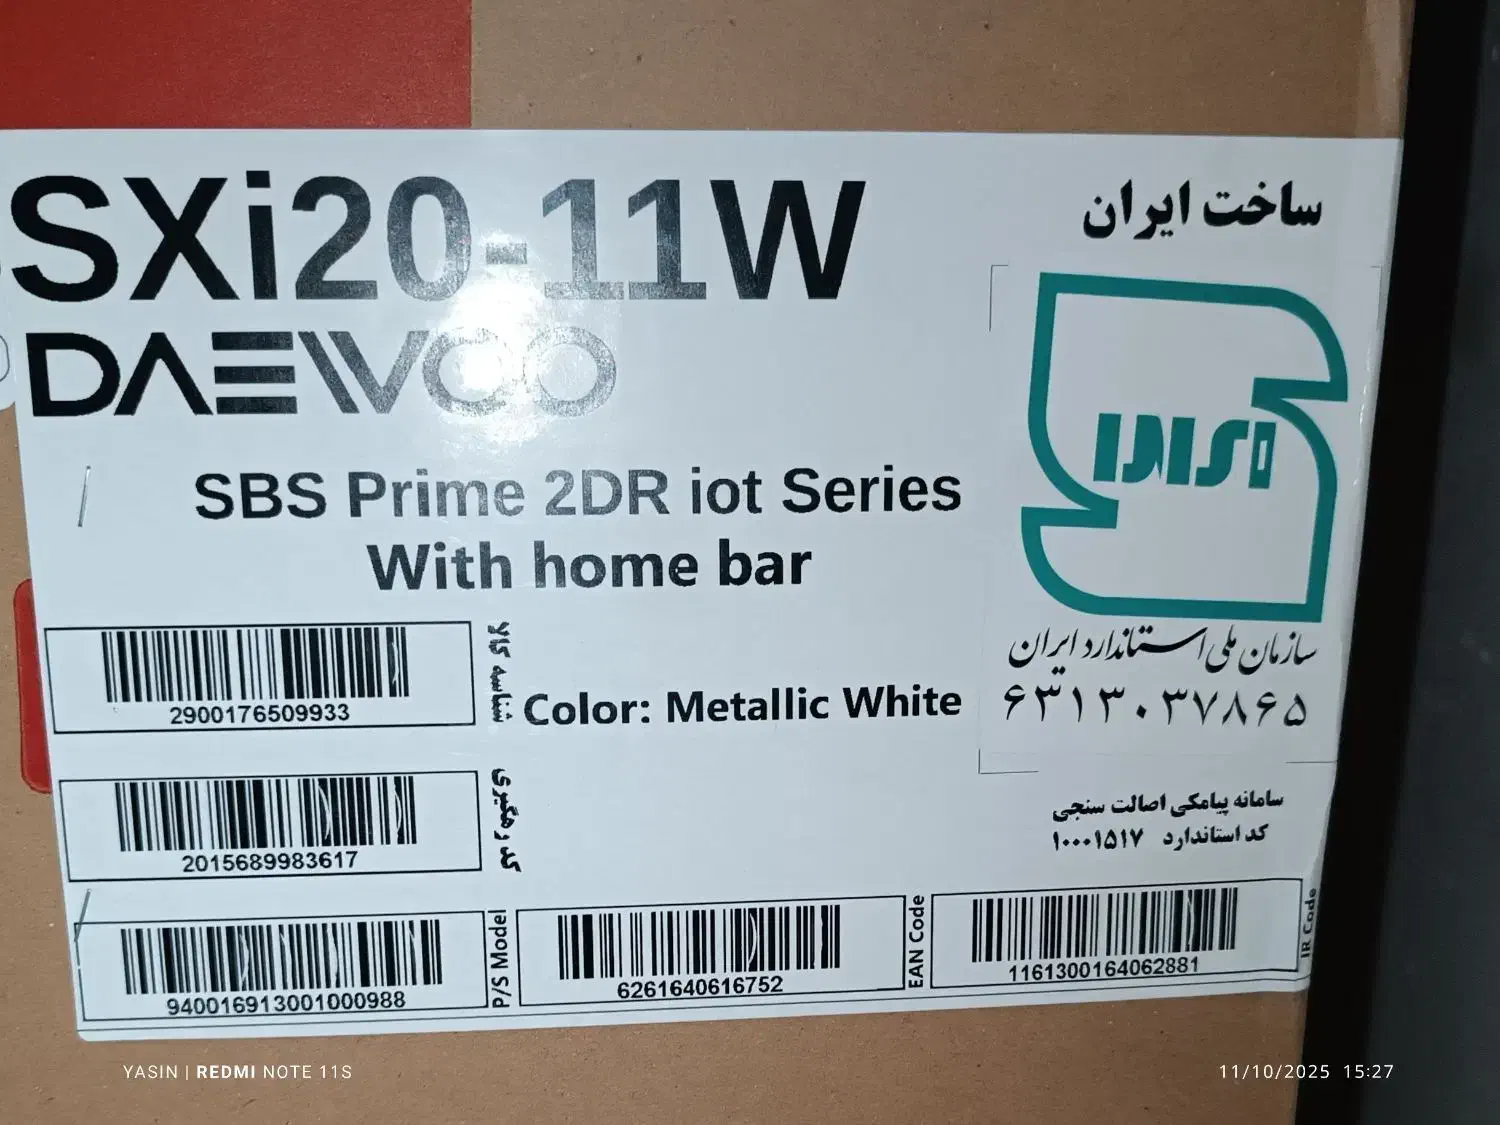 SXi20-11W
DAEWOO
SBS Prime 2DR iot Series
With home bar
Color: Metallic White
ساخت ایران
سازمان ملی استاندارد ایران
۶۳۱۳۰۳۷۸۶۵
سامانه پیامکی اصالت سنجی
کد استاندارد ۱۰۰۰۱۵۱۷
2900176509933
شناسه کالا
2015689983617
کد رهگیری
940016913001000988
P/S Model
6261640616752
EAN Code
1161300164062881
IR Code
YASIN | REDMI NOTE 11S
11/10/2025 15:27